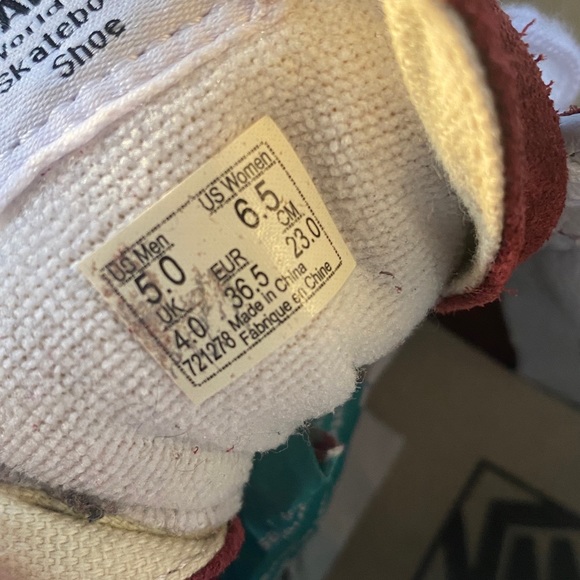 World
Skatebo
Shoe
US Men
US Women
5.0
6.5
UK
EUR
CM
4.0
36.5
23.0
721278 Made in China
Fabriqué en Chine